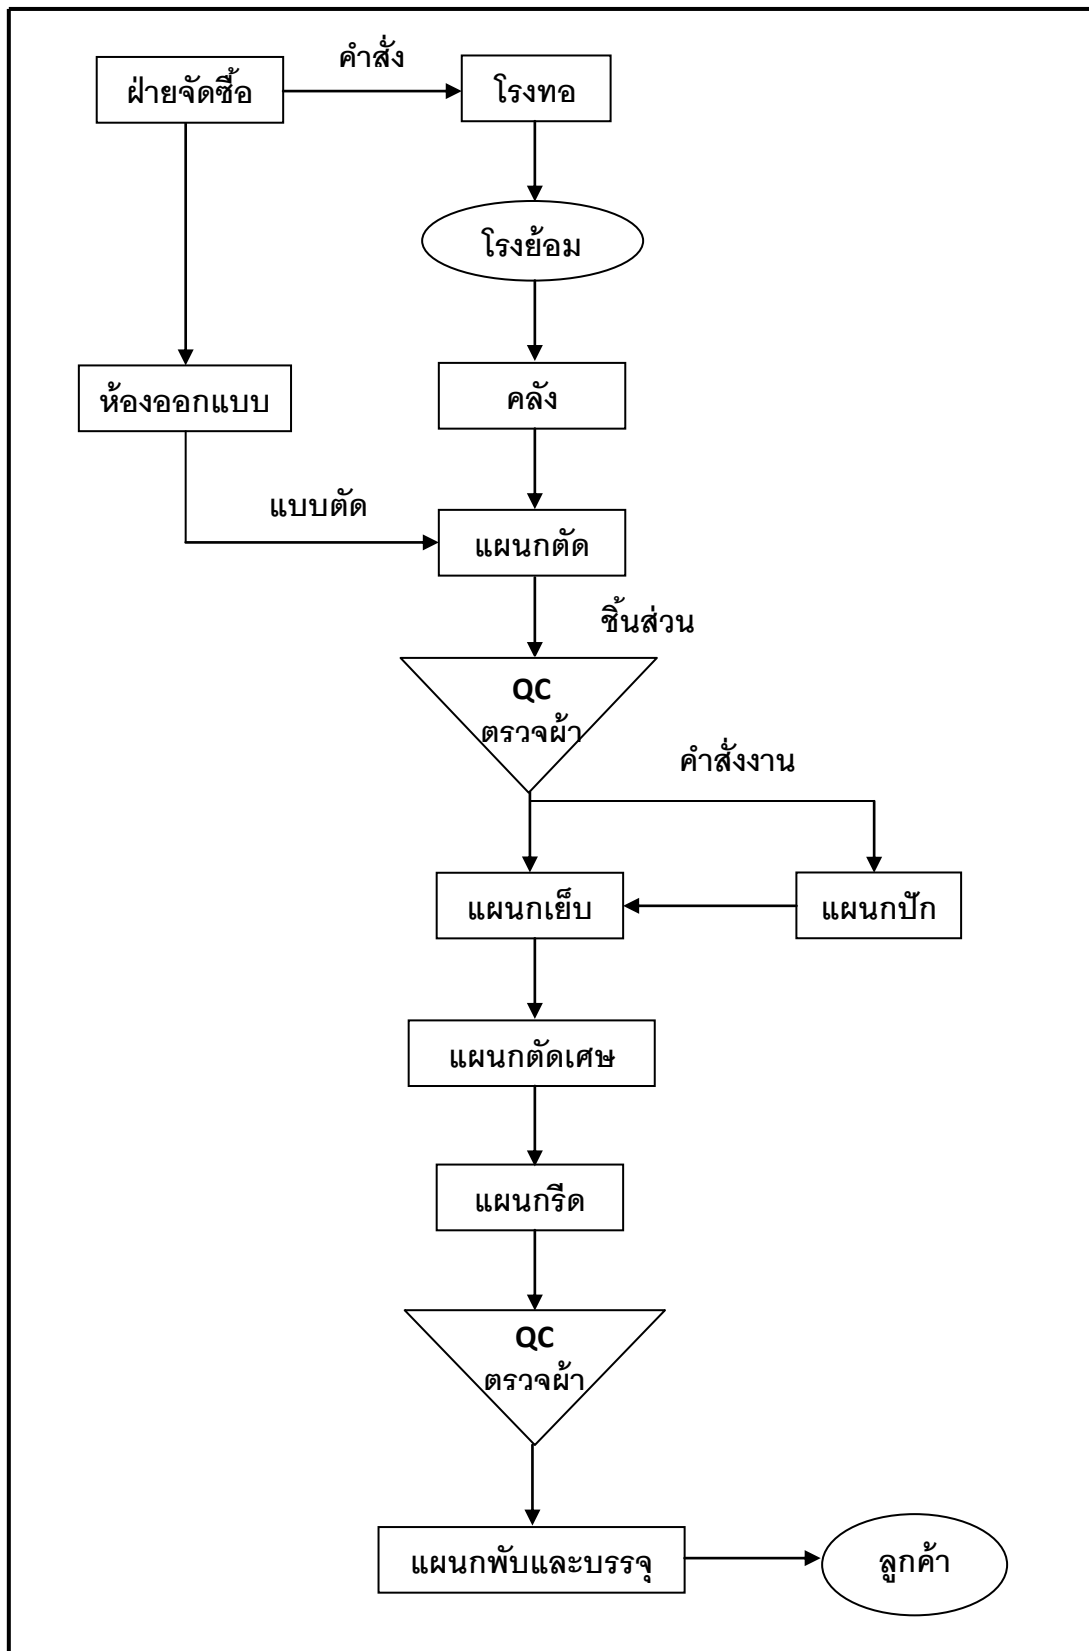 คำสั่ง
ฝ่ายจัดซื้อ
โรงทอ
โรงย้อม
ห้องออกแบบ
คลัง
แบบตัด
แผนกตัด
ชิ้นส่วน
QC
ตรวจผ้า
คำสั่งงาน
แผนกเย็บ
แผนกปัก
แผนกตัดเศษ
แผนกรีด
QC
ตรวจผ้า
แผนกพับและบรรจุ
ลูกค้า